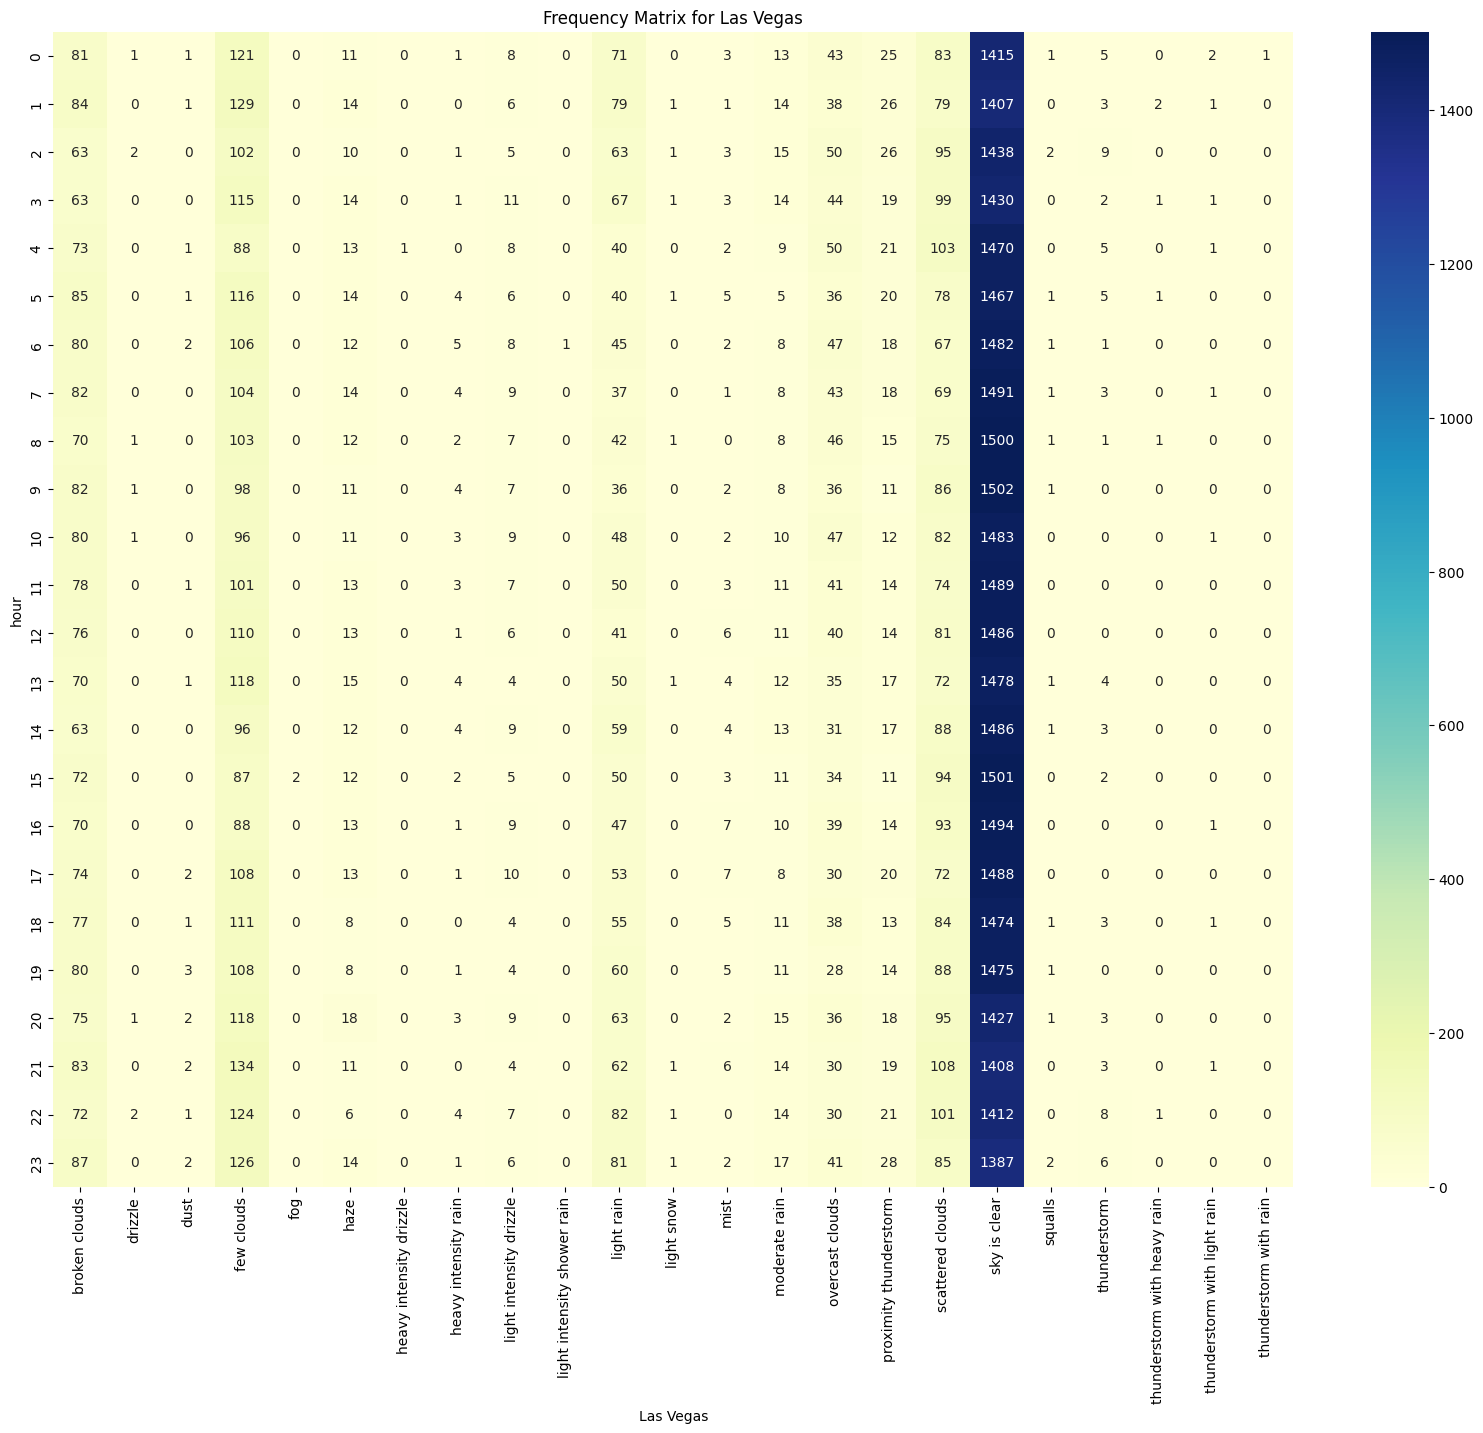 Frequency Matrix for Las Vegas
0 81 1 1 121 0 11 0 1 8 0 71 0 3 13 43 25 83 1415 1 5 0 2 1
1 84 0 1 129 0 14 0 0 6 0 79 1 1 14 38 26 79 1407 0 3 2 1 0
2 63 2 0 102 0 10 0 1 5 0 63 1 3 15 50 26 95 1438 2 9 0 0 0
3 63 0 0 115 0 14 0 1 11 0 67 1 3 14 44 19 99 1430 0 2 1 1 0
4 73 0 1 88 0 13 1 0 8 0 40 0 2 9 50 21 103 1470 0 5 0 1 0
5 85 0 1 116 0 14 0 4 6 0 40 1 5 5 36 20 78 1467 1 5 1 0 0
6 80 0 2 106 0 12 0 5 8 1 45 0 2 8 47 18 67 1482 1 1 0 0 0
7 82 0 0 104 0 14 0 4 9 0 37 0 1 8 43 18 69 1491 1 3 0 1 0
8 70 1 0 103 0 12 0 2 7 0 42 1 0 8 46 15 75 1500 1 1 1 0 0
9 82 1 0 98 0 11 0 4 7 0 36 0 2 8 36 11 86 1502 1 0 0 0 0
10 80 1 0 96 0 11 0 3 9 0 48 0 2 10 47 12 82 1483 0 0 0 1 0
11 78 0 1 101 0 13 0 3 7 0 50 0 3 11 41 14 74 1489 0 0 0 0 0
12 76 0 0 110 0 13 0 1 6 0 41 0 6 11 40 14 81 1486 0 0 0 0 0
13 70 0 1 118 0 15 0 4 4 0 50 1 4 12 35 17 72 1478 1 4 0 0 0
14 63 0 0 96 0 12 0 4 9 0 59 0 4 13 31 17 88 1486 1 3 0 0 0
15 72 0 0 87 2 12 0 2 5 0 50 0 3 11 34 11 94 1501 0 2 0 0 0
16 70 0 0 88 0 13 0 1 9 0 47 0 7 10 39 14 93 1494 0 0 0 1 0
17 74 0 2 108 0 13 0 1 10 0 53 0 7 8 30 20 72 1488 0 0 0 0 0
18 77 0 1 111 0 8 0 0 4 0 55 0 5 11 38 13 84 1474 1 3 0 1 0
19 80 0 3 108 0 8 0 1 4 0 60 0 5 11 28 14 88 1475 1 0 0 0 0
20 75 1 2 118 0 18 0 3 9 0 63 0 2 15 36 18 95 1427 1 3 0 0 0
21 83 0 2 134 0 11 0 0 4 0 62 1 6 14 30 19 108 1408 0 3 0 1 0
22 72 2 1 124 0 6 0 4 7 0 82 1 0 14 30 21 101 1412 0 8 1 0 0
23 87 0 2 126 0 14 0 1 6 0 81 1 2 17 41 28 85 1387 2 6 0 0 0
hour
broken clouds
drizzle
dust
few clouds
fog
haze
heavy intensity drizzle
heavy intensity rain
light intensity drizzle
light intensity shower rain
light rain
light snow
mist
moderate rain
overcast clouds
proximity thunderstorm
scattered clouds
sky is clear
squalls
thunderstorm
thunderstorm with heavy rain
thunderstorm with light rain
thunderstorm with rain
Las Vegas
1400
1200
1000
800
600
400
200
0